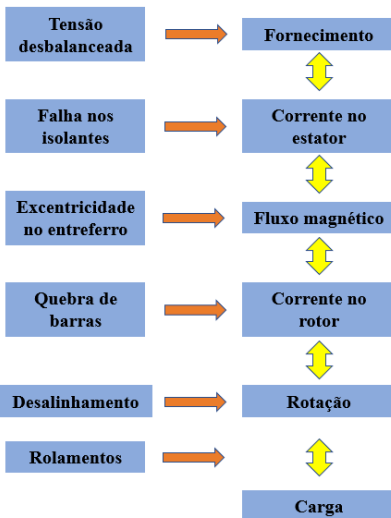 Tensão
desbalanceada
Fornecimento
Falha nos
isolantes
Corrente no
estator
Excentricidade
no entreferro
Fluxo magnético
Quebra de
barras
Corrente no
rotor
Desalinhamento
Rotação
Rolamentos
Carga